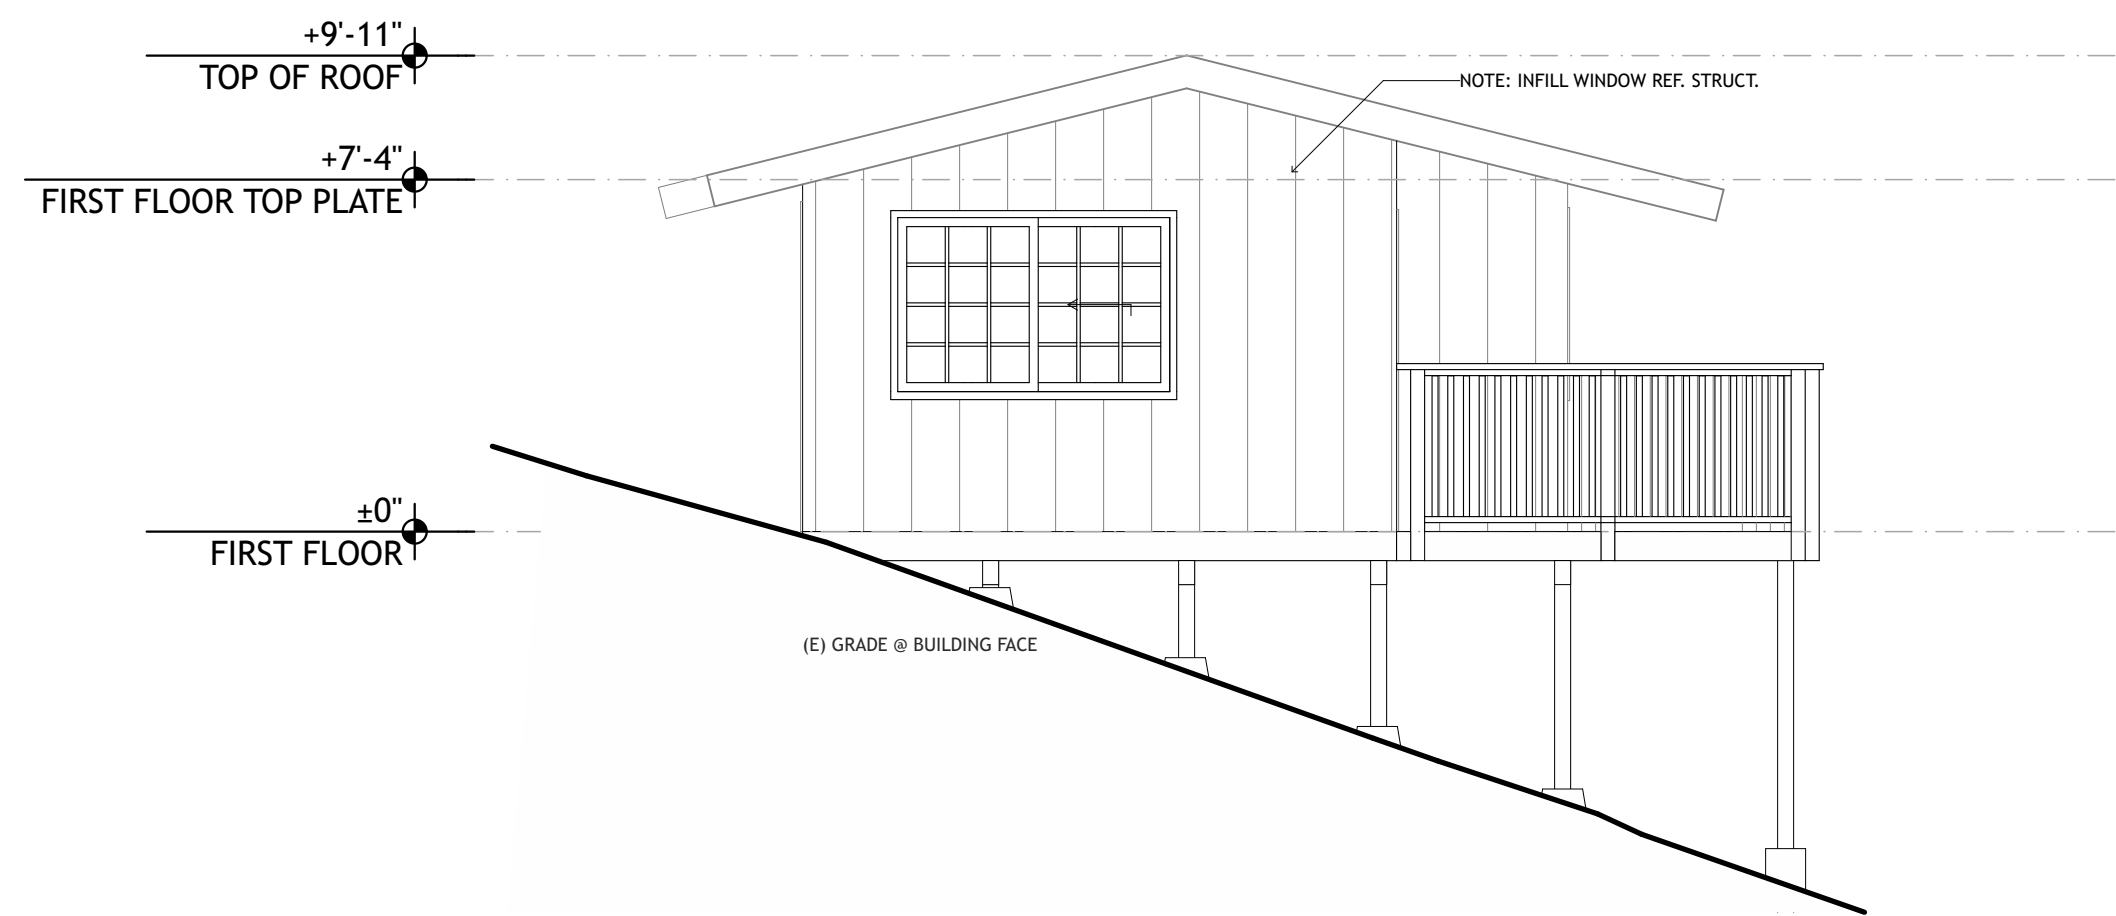 +9'-11"
TOP OF ROOF
NOTE: INFILL WINDOW REF. STRUCT.
+7'-4"
FIRST FLOOR TOP PLATE
±0"
FIRST FLOOR
(E) GRADE @ BUILDING FACE